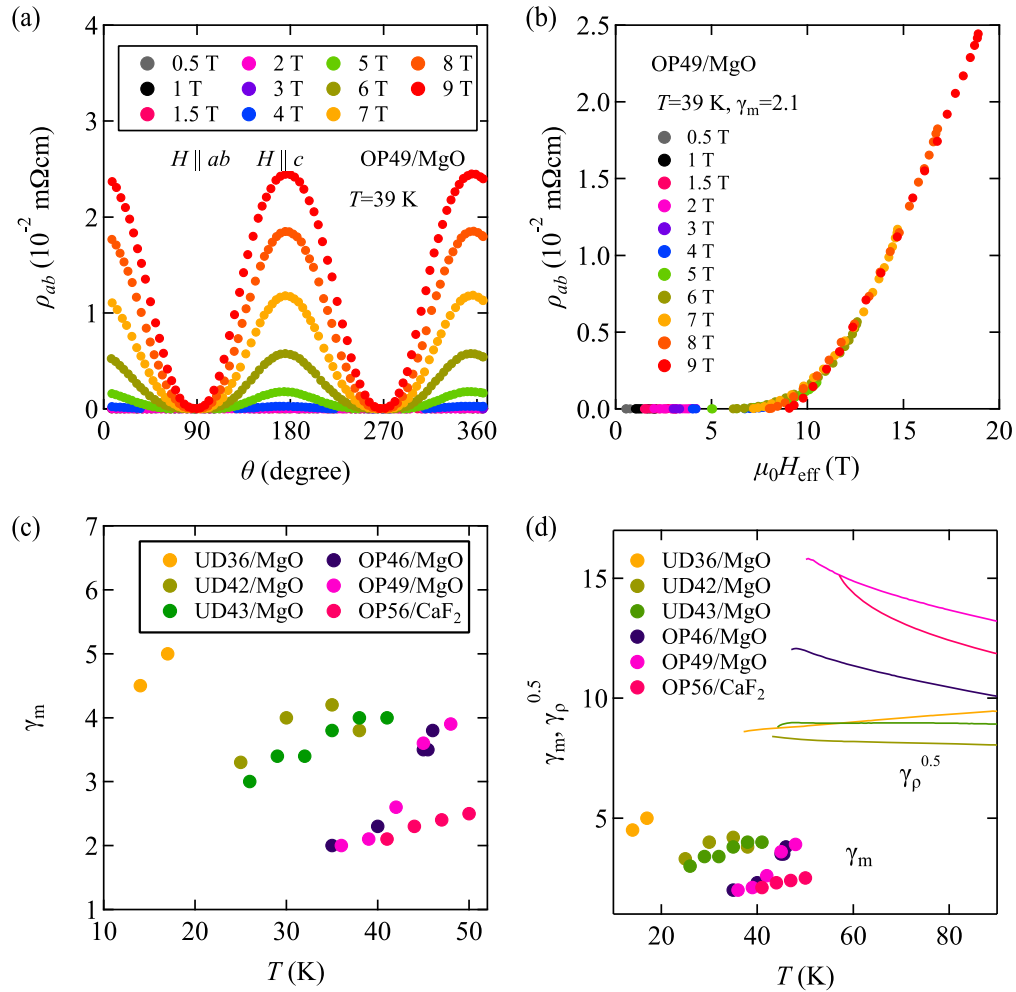 (a)
4
3
2
1
0
ρab (10-2 mΩcm)
0.5 T 2 T 5 T 8 T
1 T 3 T 6 T 9 T
1.5 T 4 T 7 T
H || ab H || c OP49/MgO
T=39 K
0 90 180 270 360
θ (degree)
(b)
2.5
2.0
1.5
1.0
0.5
0.0
ρab (10-2 mΩcm)
OP49/MgO
T=39 K, γm=2.1
0.5 T
1 T
1.5 T
2 T
3 T
4 T
5 T
6 T
7 T
8 T
9 T
0 5 10 15 20
μ0Heff (T)
(c)
7
6
5
4
3
2
1
γm
UD36/MgO OP46/MgO
UD42/MgO OP49/MgO
UD43/MgO OP56/CaF2
10 20 30 40 50
T (K)
(d)
15
10
5
γm, γρ0.5
UD36/MgO
UD42/MgO
UD43/MgO
OP46/MgO
OP49/MgO
OP56/CaF2
γρ0.5
γm
20 40 60 80
T (K)